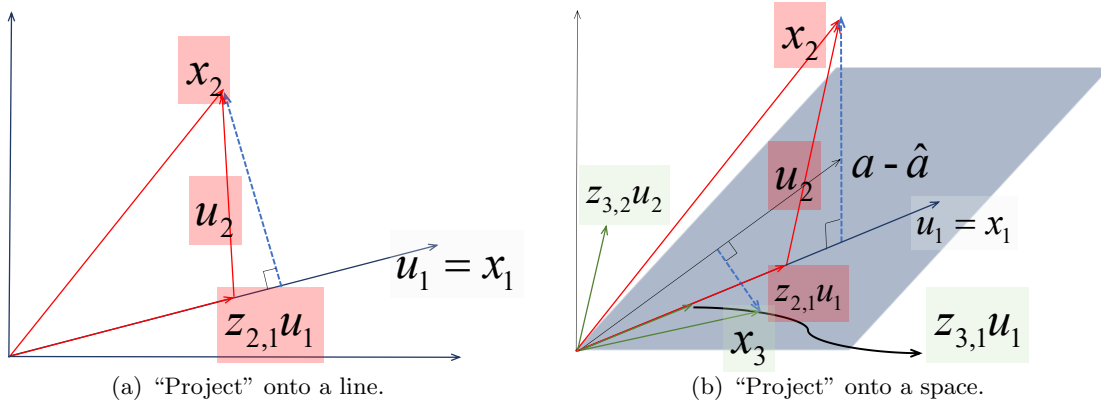 x₂
u₂
u₁ = x₁
z₂,₁u₁
(a) “Project” onto a line.
x₂
z₃,₂u₂
u₂
a - â
u₁ = x₁
z₂,₁u₁
x₃
z₃,₁u₁
(b) “Project” onto a space.